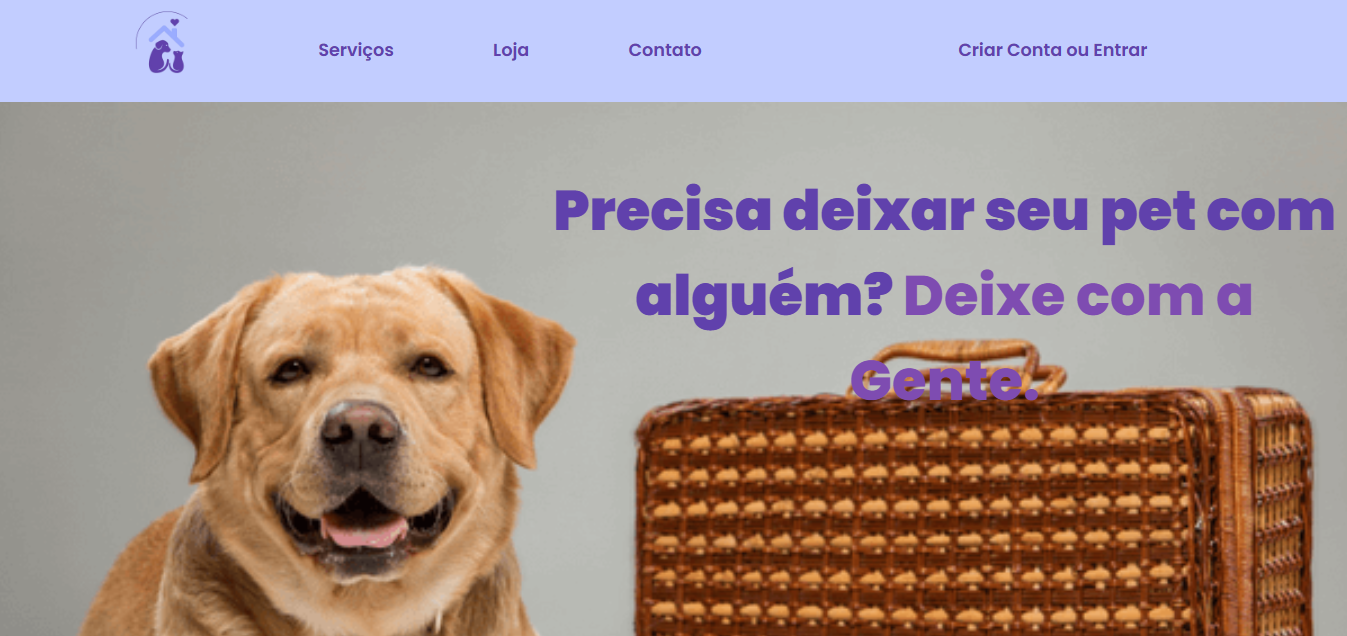 Serviços
Loja
Contato
Criar Conta ou Entrar
Precisa deixar seu pet com
alguém? Deixe com a
Gente.